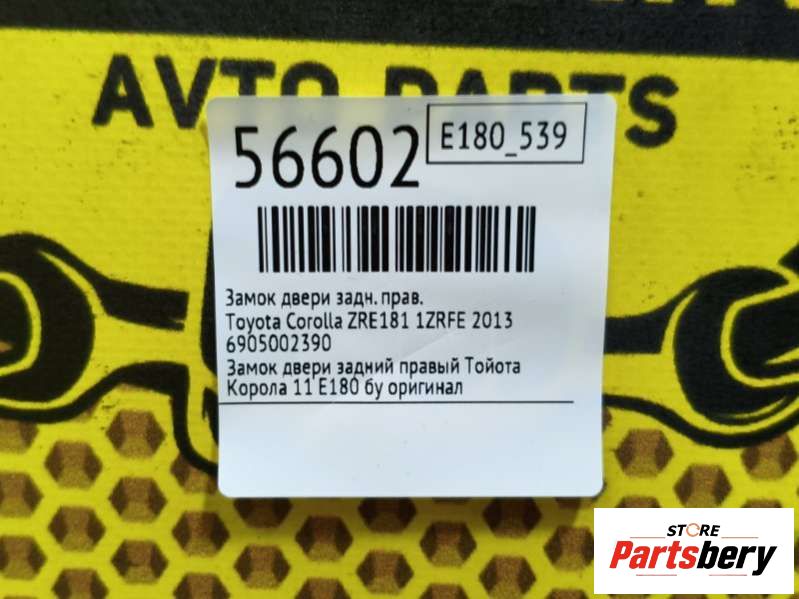 AVTO PARTS
56602
E180_539
Замок двери задн. прав.
Toyota Corolla ZRE181 1ZRFE 2013
6905002390
Замок двери задний правый Тойота
Корола 11 E180 бу оригинал
STORE
Partsbery